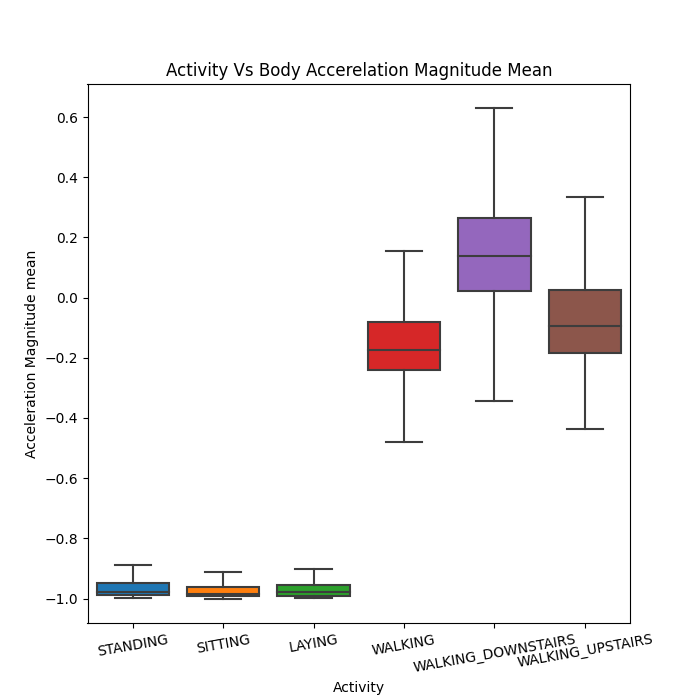 Activity Vs Body Accerelation Magnitude Mean
Acceleration Magnitude mean
0.6
0.4
0.2
0.0
−0.2
−0.4
−0.6
−0.8
−1.0
STANDING
SITTING
LAYING
WALKING
WALKING_DOWNSTAIRS
WALKING_UPSTAIRS
Activity